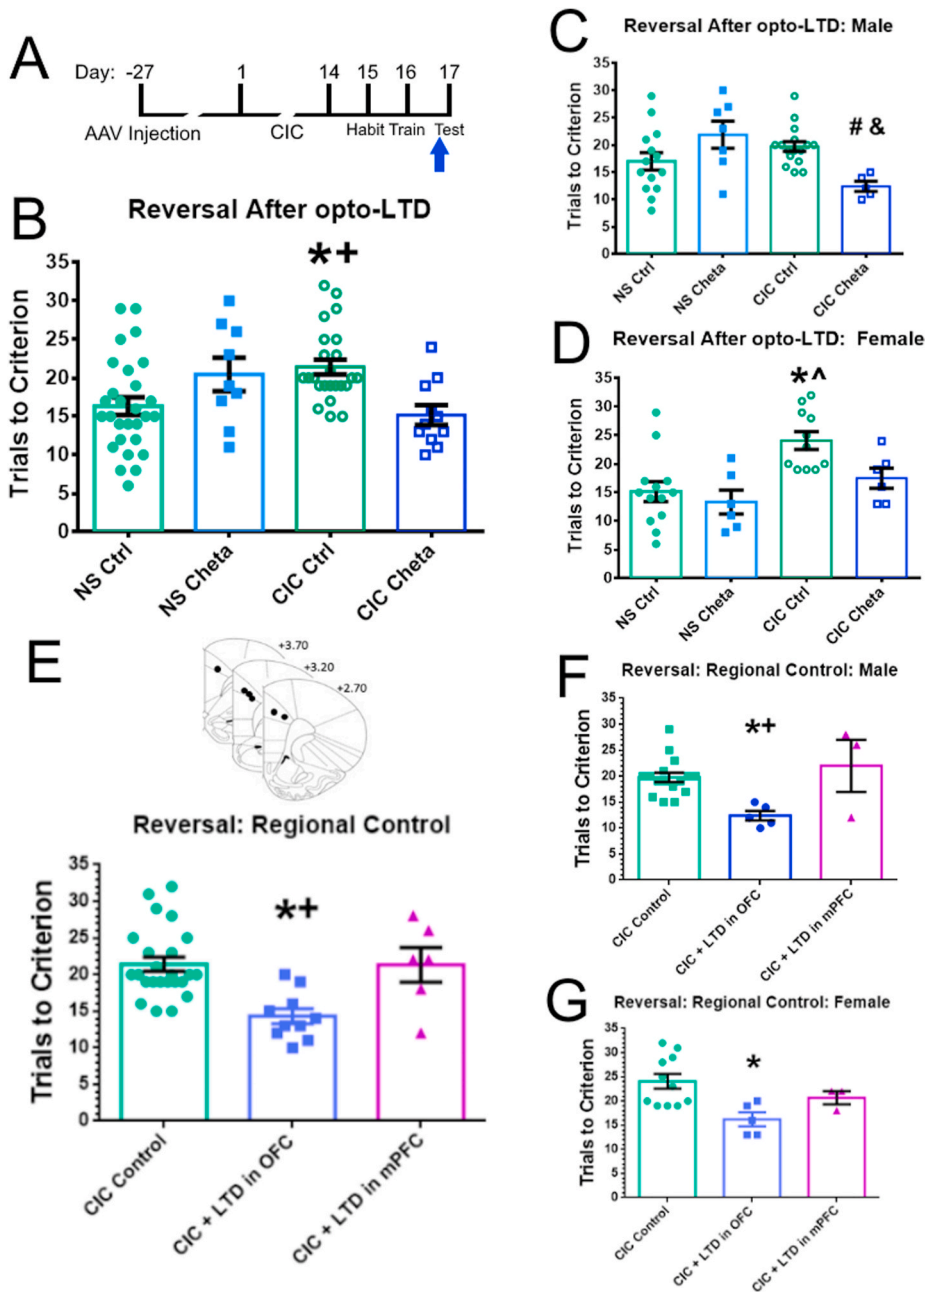 A
Day: -27 1 14 15 16 17
AAV Injection CIC Habit Train Test
B
Reversal After opto-LTD
*+
Trials to Criterion
35
30
25
20
15
10
5
0
NS Ctrl
NS Cheta
CIC Ctrl
CIC Cheta
C
Reversal After opto-LTD: Male
# &
Trials to Criterion
35
30
25
20
15
10
5
0
NS Ctrl
NS Cheta
CIC Ctrl
CIC Cheta
D
Reversal After opto-LTD: Female
*^
Trials to Criterion
35
30
25
20
15
10
5
0
NS Ctrl
NS Cheta
CIC Ctrl
CIC Cheta
E
+3.70
+3.20
+2.70
Reversal: Regional Control
*+
Trials to Criterion
35
30
25
20
15
10
5
0
CIC Control
CIC + LTD in OFC
CIC + LTD in mPFC
F
Reversal: Regional Control: Male
*+
Trials to Criterion
35
30
25
20
15
10
5
0
CIC Control
CIC + LTD in OFC
CIC + LTD in mPFC
G
Reversal: Regional Control: Female
*
Trials to Criterion
35
30
25
20
15
10
5
0
CIC Control
CIC + LTD in OFC
CIC + LTD in mPFC